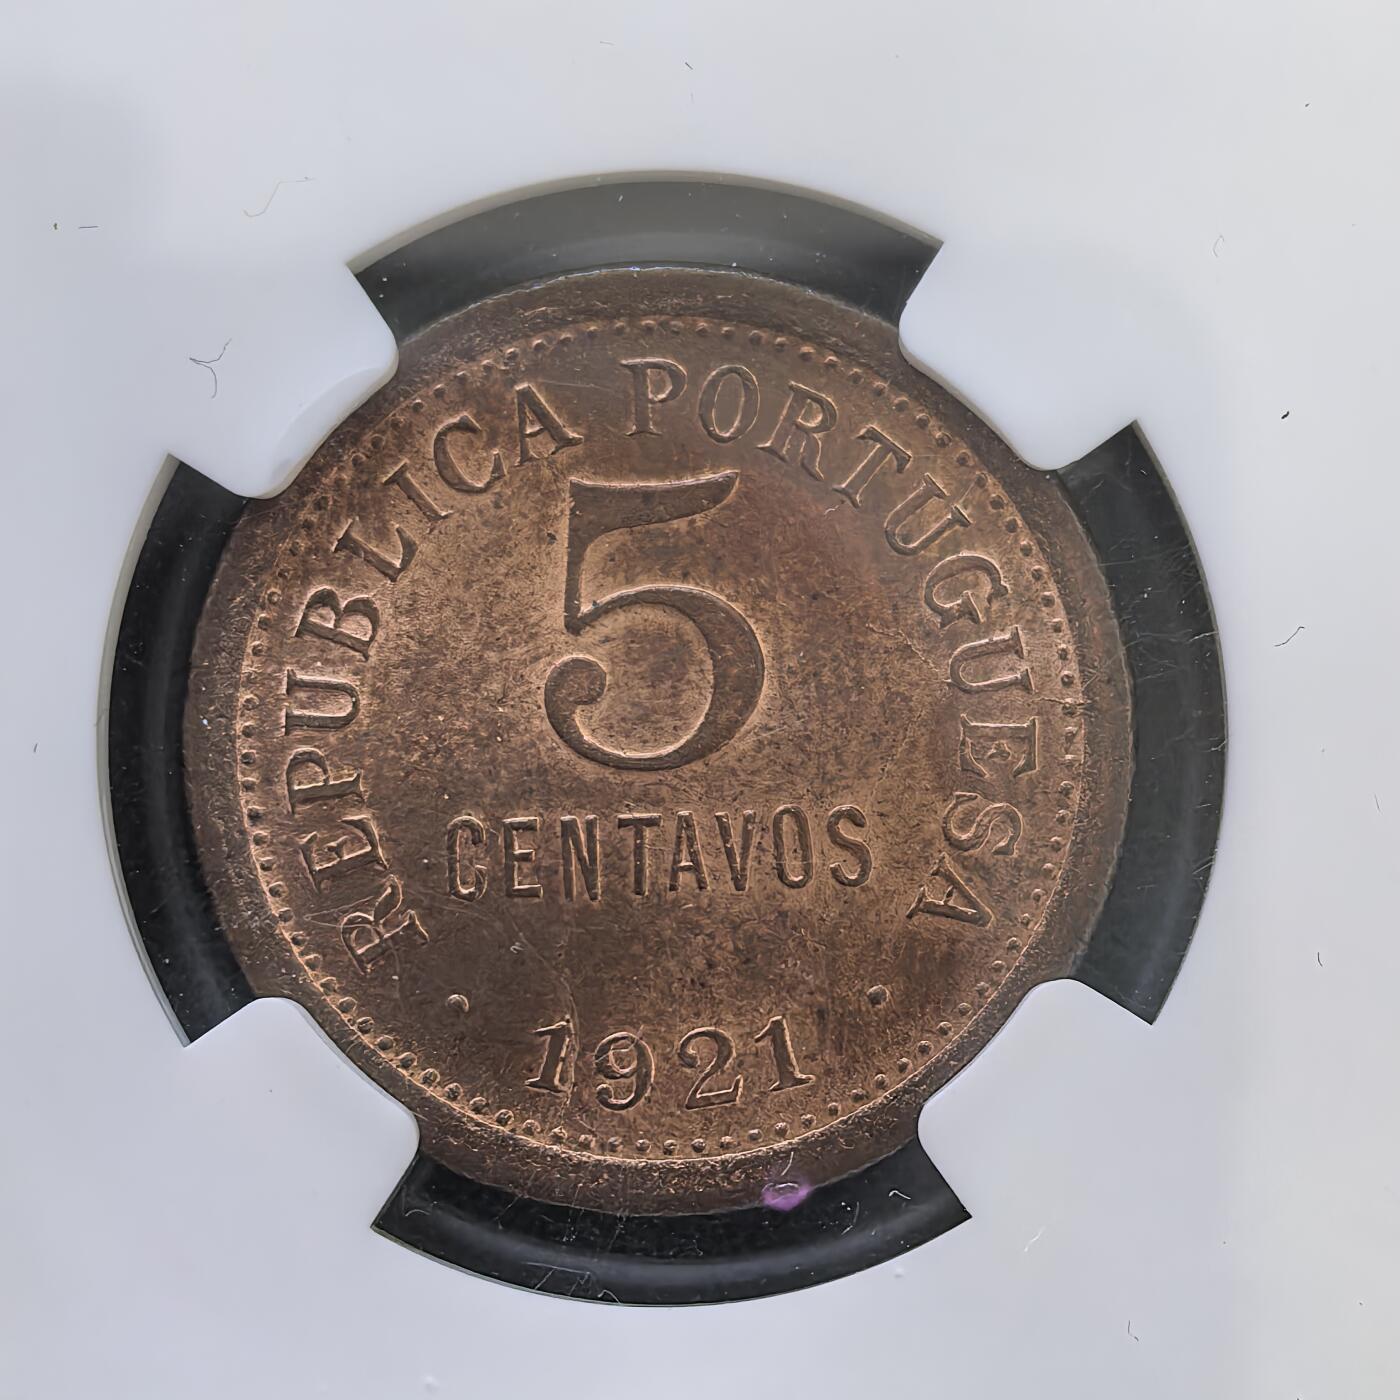 REPUBLICA PORTUGUESA
5
CENTAVOS
• 1921 •